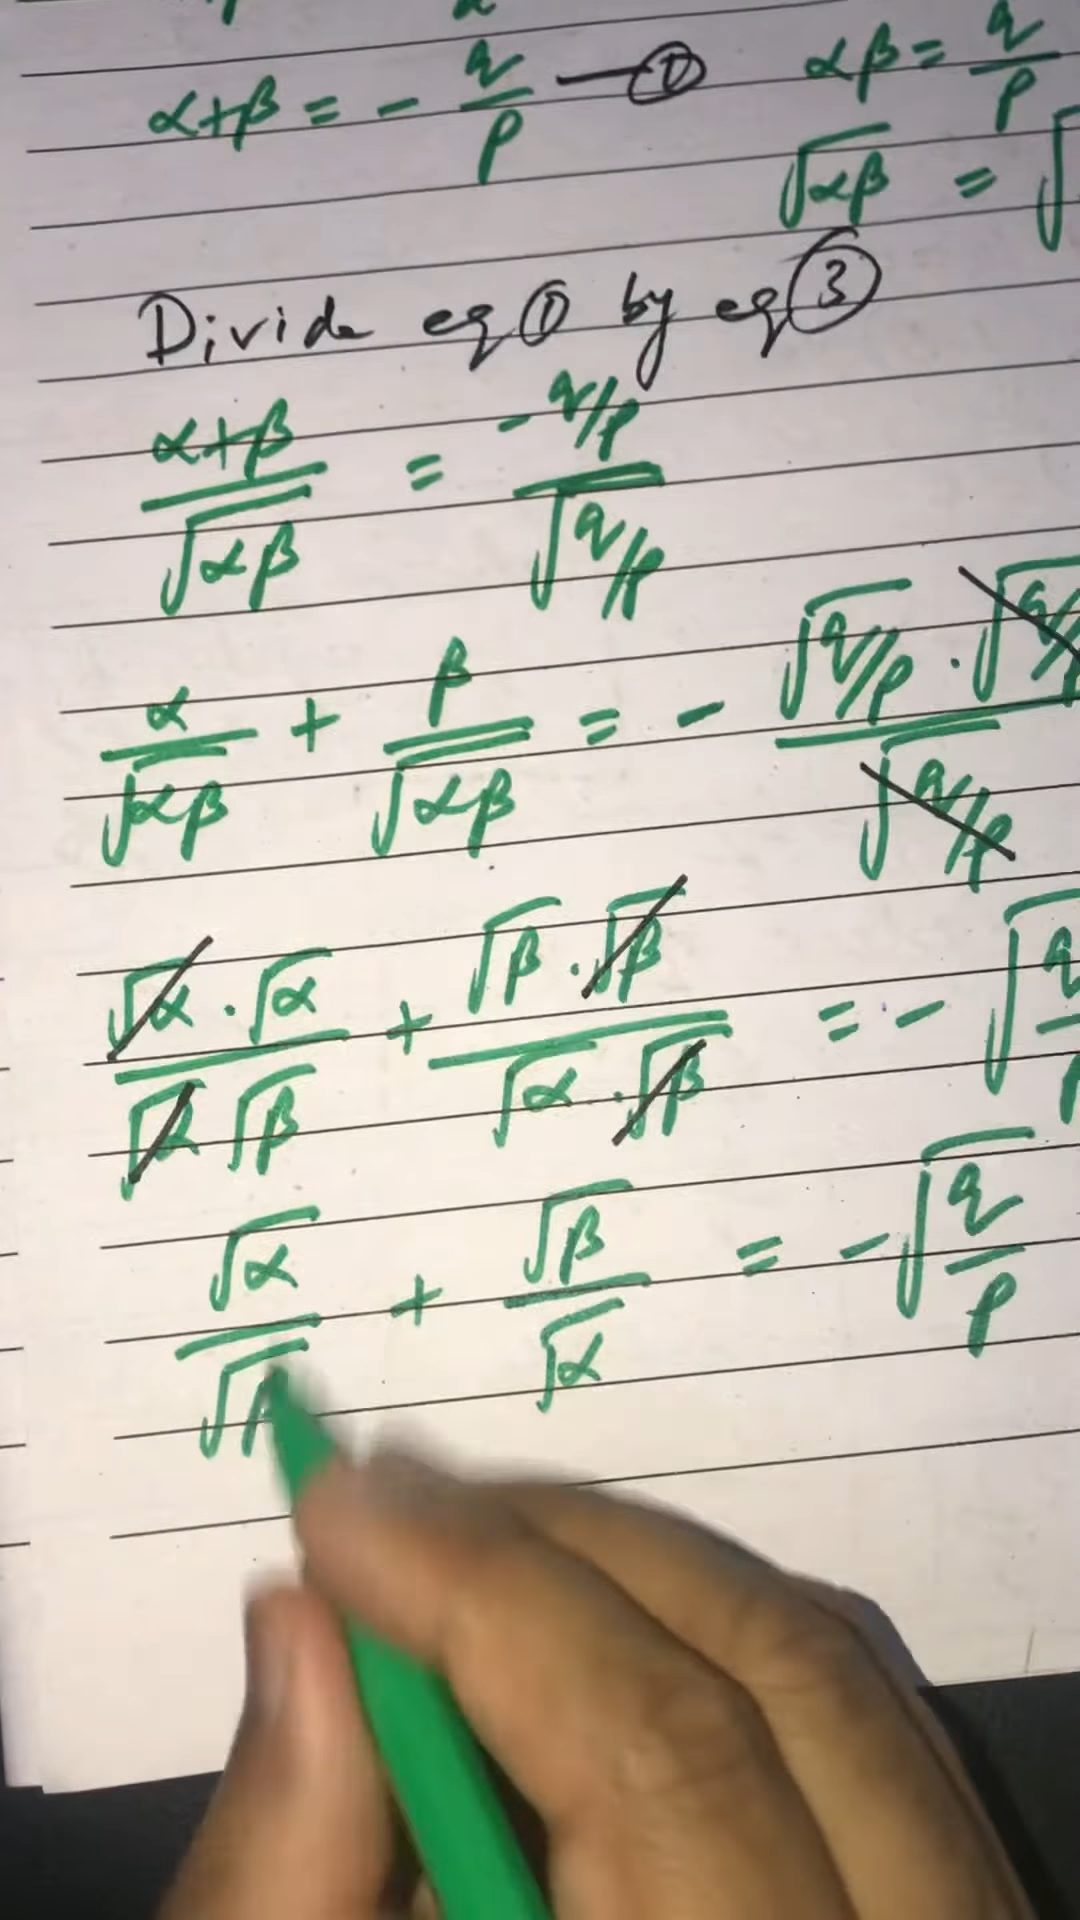 α+β = - q/p —① αβ = q/p
√αβ = √
Divide eq ① by eq ③
(α+β)/√αβ = (-q/p)/√(q/p)
α/√αβ + β/√αβ = - (√(q/p) · √(q/p))/√(q/p)
(√α · √α)/(√α √β) + (√β · √β)/(√α · √β) = - √(q/p)
√α/√β + √β/√α = - √(q/p)